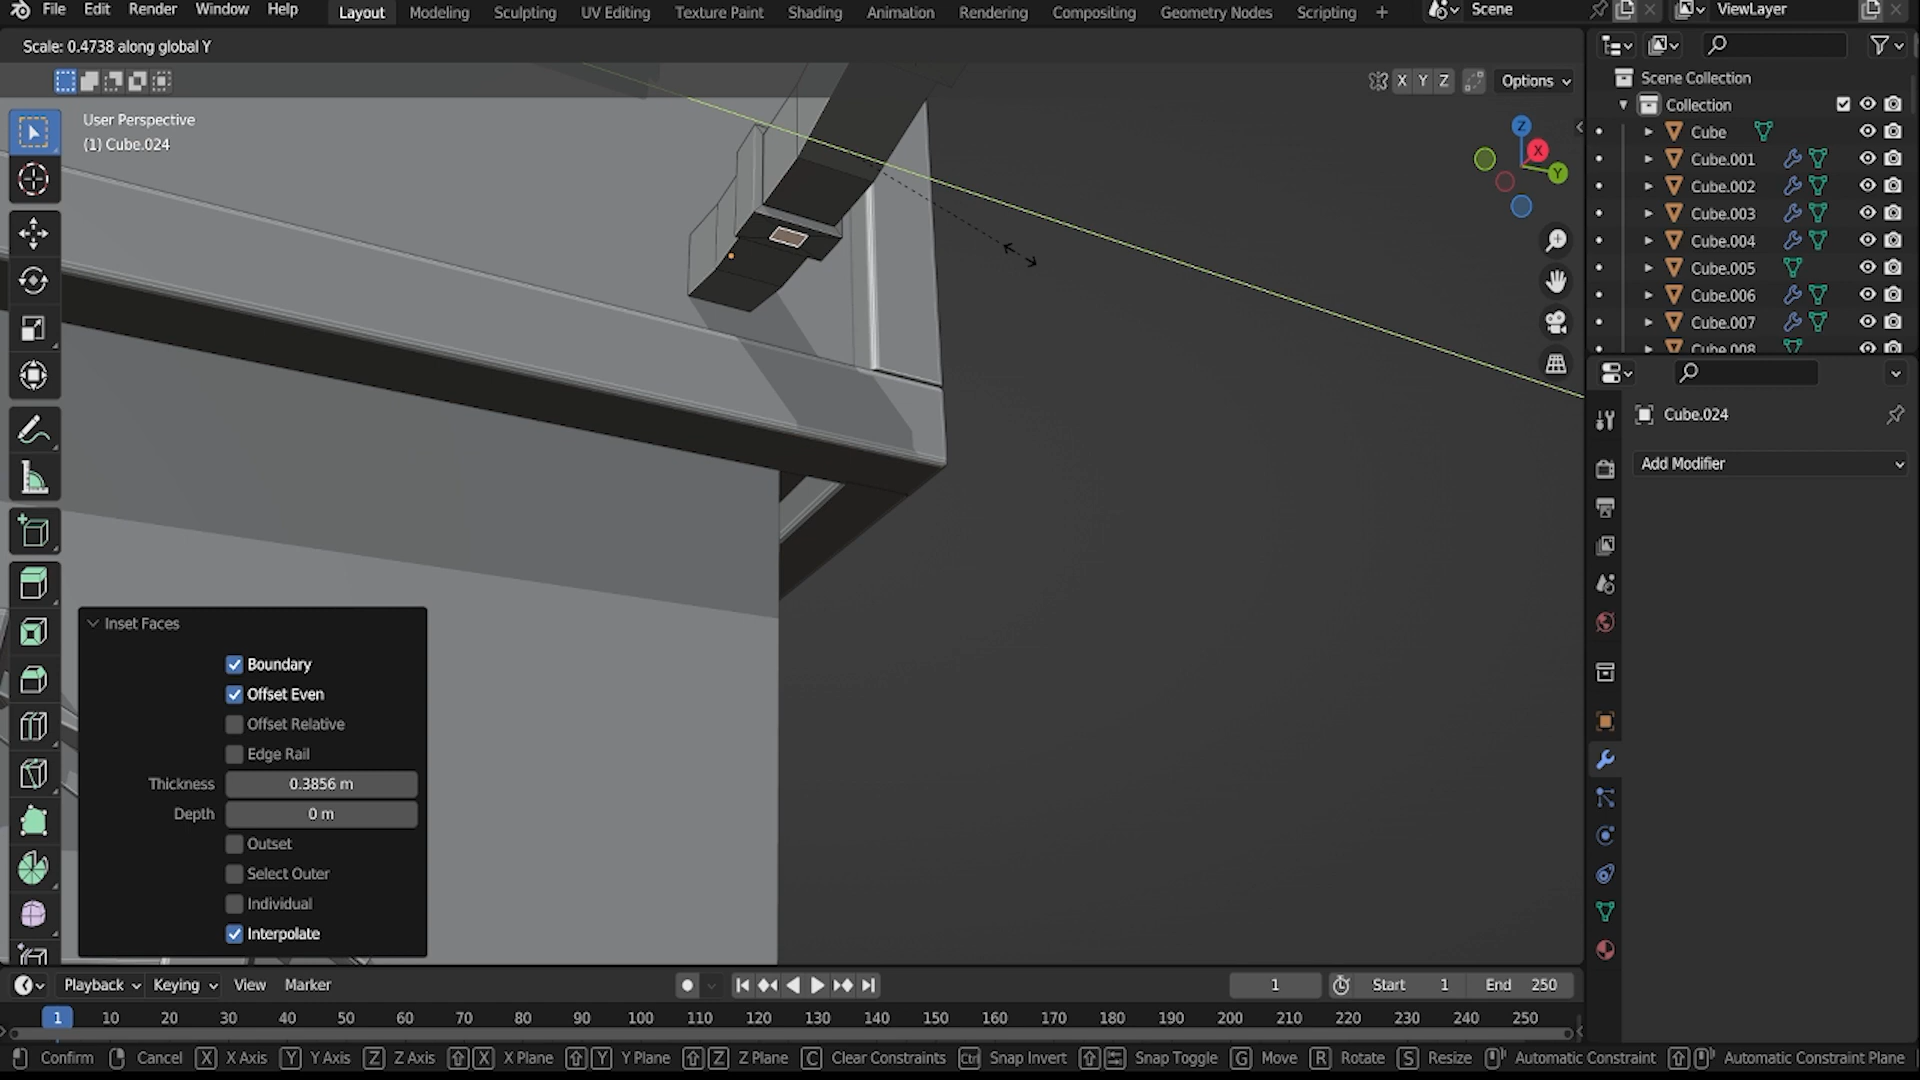 File Edit Render Window Help Layout Modeling Sculpting UV Editing Texture Paint Shading Animation Rendering Compositing Geometry Nodes Scripting + Scene ViewLayer
Scale: 0.4738 along global Y
X Y Z Options
Scene Collection
Collection
User Perspective
(1) Cube.024
Cube
Cube.001
Cube.002
Cube.003
Cube.004
Cube.005
Cube.006
Cube.007
Cube.008
Z
X
Y
Cube.024
Add Modifier
Inset Faces
Boundary
Offset Even
Offset Relative
Edge Rail
Thickness 0.3856 m
Depth 0 m
Outset
Select Outer
Individual
Interpolate
Playback Keying View Marker 1 Start 1 End 250
1 10 20 30 40 50 60 70 80 90 100 110 120 130 140 150 160 170 180 190 200 210 220 230 240 250
Confirm Cancel X X Axis Y Y Axis Z Z Axis X X Plane Y Y Plane Z Z Plane C Clear Constraints Ctrl Snap Invert Snap Toggle G Move R Rotate S Resize Automatic Constraint Automatic Constraint Plane